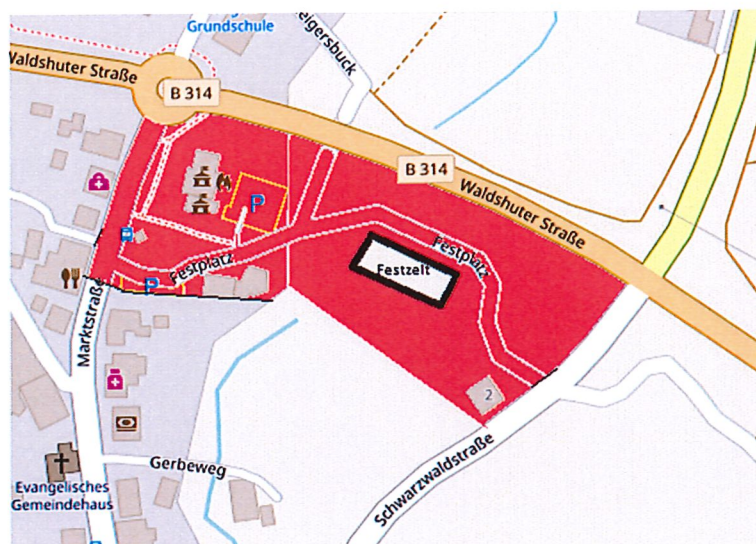 Grundschule
eigersbuck
Waldshuter Straße
B 314
B 314
Waldshuter Straße
P
P
Festplatz
Festplatz
Festzelt
P
Marktstraße
2
Gerbeweg
Schwarzwaldstraße
Evangelisches
Gemeindehaus